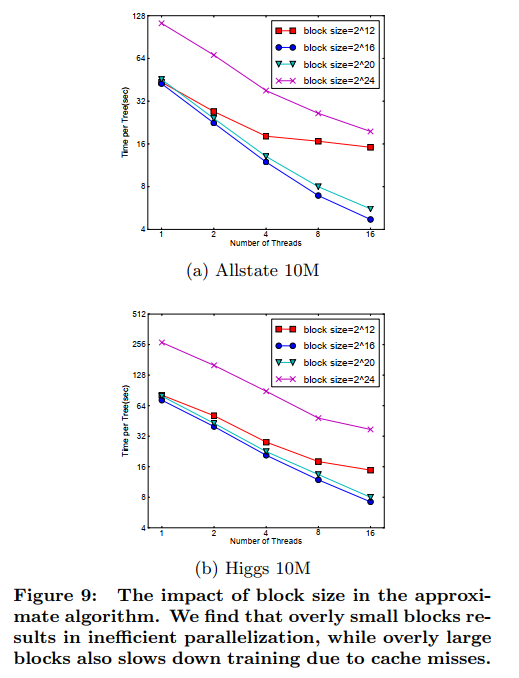 128
64
32
16
8
4
Time per Tree(sec)
block size=2^12
block size=2^16
block size=2^20
block size=2^24
1
2
4
8
16
Number of Threads
(a) Allstate 10M
512
256
128
64
32
16
8
4
Time per Tree(sec)
block size=2^12
block size=2^16
block size=2^20
block size=2^24
1
2
4
8
16
Number of Threads
(b) Higgs 10M
Figure 9: The impact of block size in the approxi-
mate algorithm. We find that overly small blocks re-
sults in inefficient parallelization, while overly large
blocks also slows down training due to cache misses.